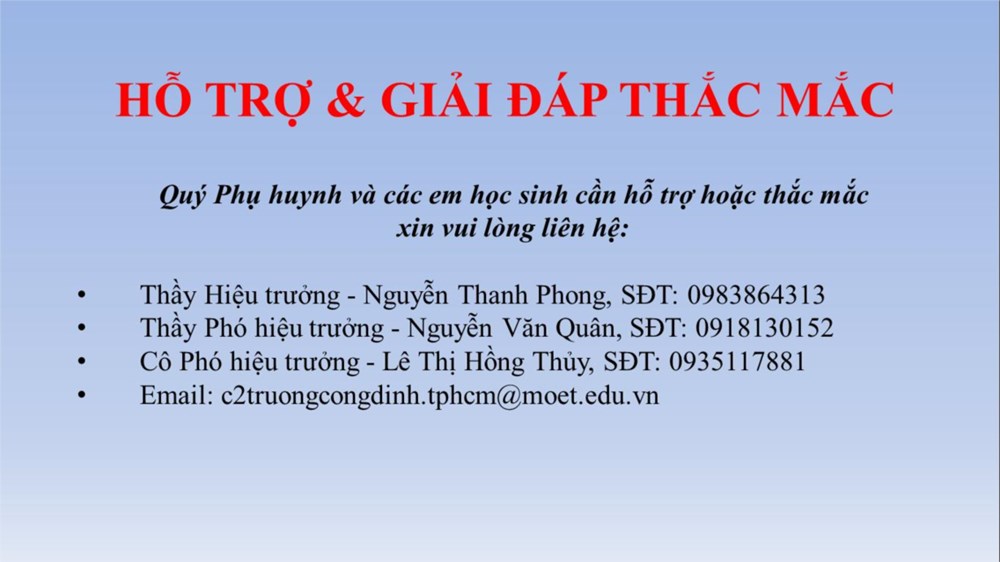 HỖ TRỢ & GIẢI ĐÁP THẮC MẮC
Quý Phụ huynh và các em học sinh cần hỗ trợ hoặc thắc mắc
xin vui lòng liên hệ:
• Thầy Hiệu trưởng - Nguyễn Thanh Phong, SĐT: 0983864313
• Thầy Phó hiệu trưởng - Nguyễn Văn Quân, SĐT: 0918130152
• Cô Phó hiệu trưởng - Lê Thị Hồng Thủy, SĐT: 0935117881
• Email: c2truongcongdinh.tphcm@moet.edu.vn